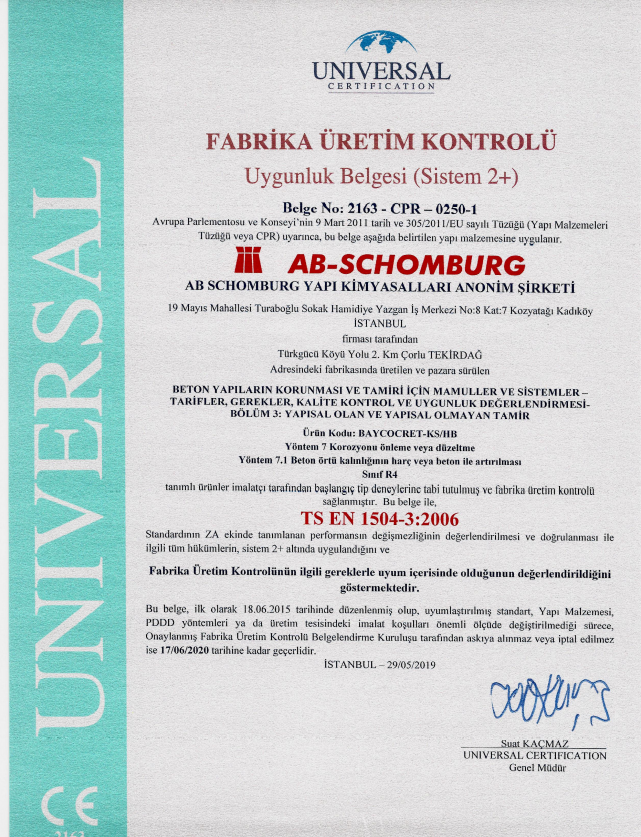 UNIVERSAL
CERTIFICATION
FABRİKA ÜRETİM KONTROLÜ
Uygunluk Belgesi (Sistem 2+)
Belge No: 2163 - CPR – 0250-1
Avrupa Parlementosu ve Konseyi'nin 9 Mart 2011 tarih ve 305/2011/EU sayılı Tüzüğü (Yapı Malzemeleri
Tüzüğü veya CPR) uyarınca, bu belge aşağıda belirtilen yapı malzemesine uygulanır.
AB-SCHOMBURG
AB SCHOMBURG YAPI KİMYASALLARI ANONİM ŞİRKETİ
19 Mayıs Mahallesi Turaboğlu Sokak Hamidiye Yazgan İş Merkezi No:8 Kat:7 Kozyatağı Kadıköy
İSTANBUL
firması tarafından
Türkgücü Köyü Yolu 2. Km Çorlu TEKİRDAĞ
Adresindeki fabrikasında üretilen ve pazara sürülen
BETON YAPILARIN KORUNMASI VE TAMİRİ İÇİN MAMULLER VE SİSTEMLER –
TARİFLER, GEREKLER, KALİTE KONTROL VE UYGUNLUK DEĞERLENDİRMESİ-
BÖLÜM 3: YAPISAL OLAN VE YAPISAL OLMAYAN TAMİR
Ürün Kodu: BAYCOCRET-KS/HB
Yöntem 7 Korozyonu önleme veya düzeltme
Yöntem 7.1 Beton örtü kalınlığının harç veya beton ile artırılması
Sınıf R4
tanımlı ürünler imalatçı tarafından başlangıç tip deneylerine tabi tutulmuş ve fabrika üretim kontrolü
sağlanmıştır. Bu belge ile,
TS EN 1504-3:2006
Standardının ZA ekinde tanımlanan performansın değişmezliğinin değerlendirilmesi ve doğrulanması ile
ilgili tüm hükümlerin, sistem 2+ altında uygulandığını ve
Fabrika Üretim Kontrolünün ilgili gereklerle uyum içerisinde olduğunun değerlendirildiğini
göstermektedir.
Bu belge, ilk olarak 18.06.2015 tarihinde düzenlenmiş olup, uyumlaştırılmış standart, Yapı Malzemesi,
PDDD yöntemleri ya da üretim tesisindeki imalat koşulları önemli ölçüde değiştirilmediği sürece,
Onaylanmış Fabrika Üretim Kontrolü Belgelendirme Kuruluşu tarafından askıya alınmaz veya iptal edilmez
ise 17/06/2020 tarihine kadar geçerlidir.
İSTANBUL – 29/05/2019
Suat KAÇMAZ
UNIVERSAL CERTIFICATION
Genel Müdür
UNIVERSAL
CE
2163